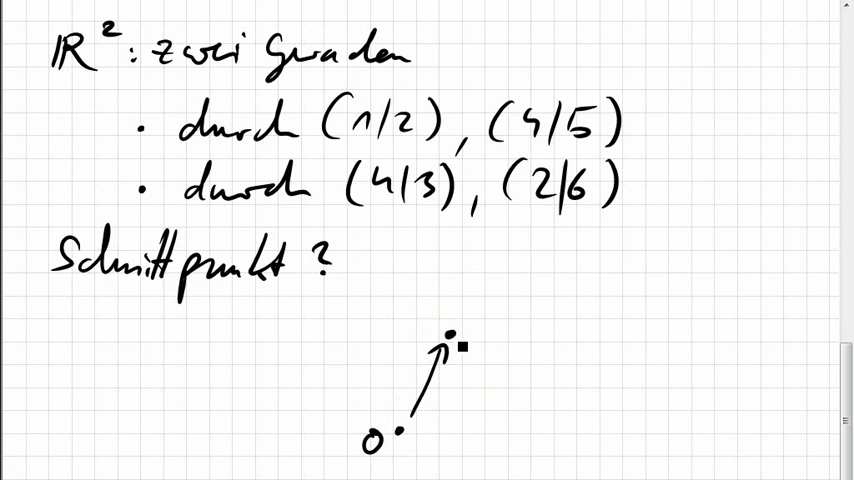 ℝ²: zwei Geraden
· durch (1/2), (4/5)
· durch (4/3), (2/6)
Schnittpunkt?
0